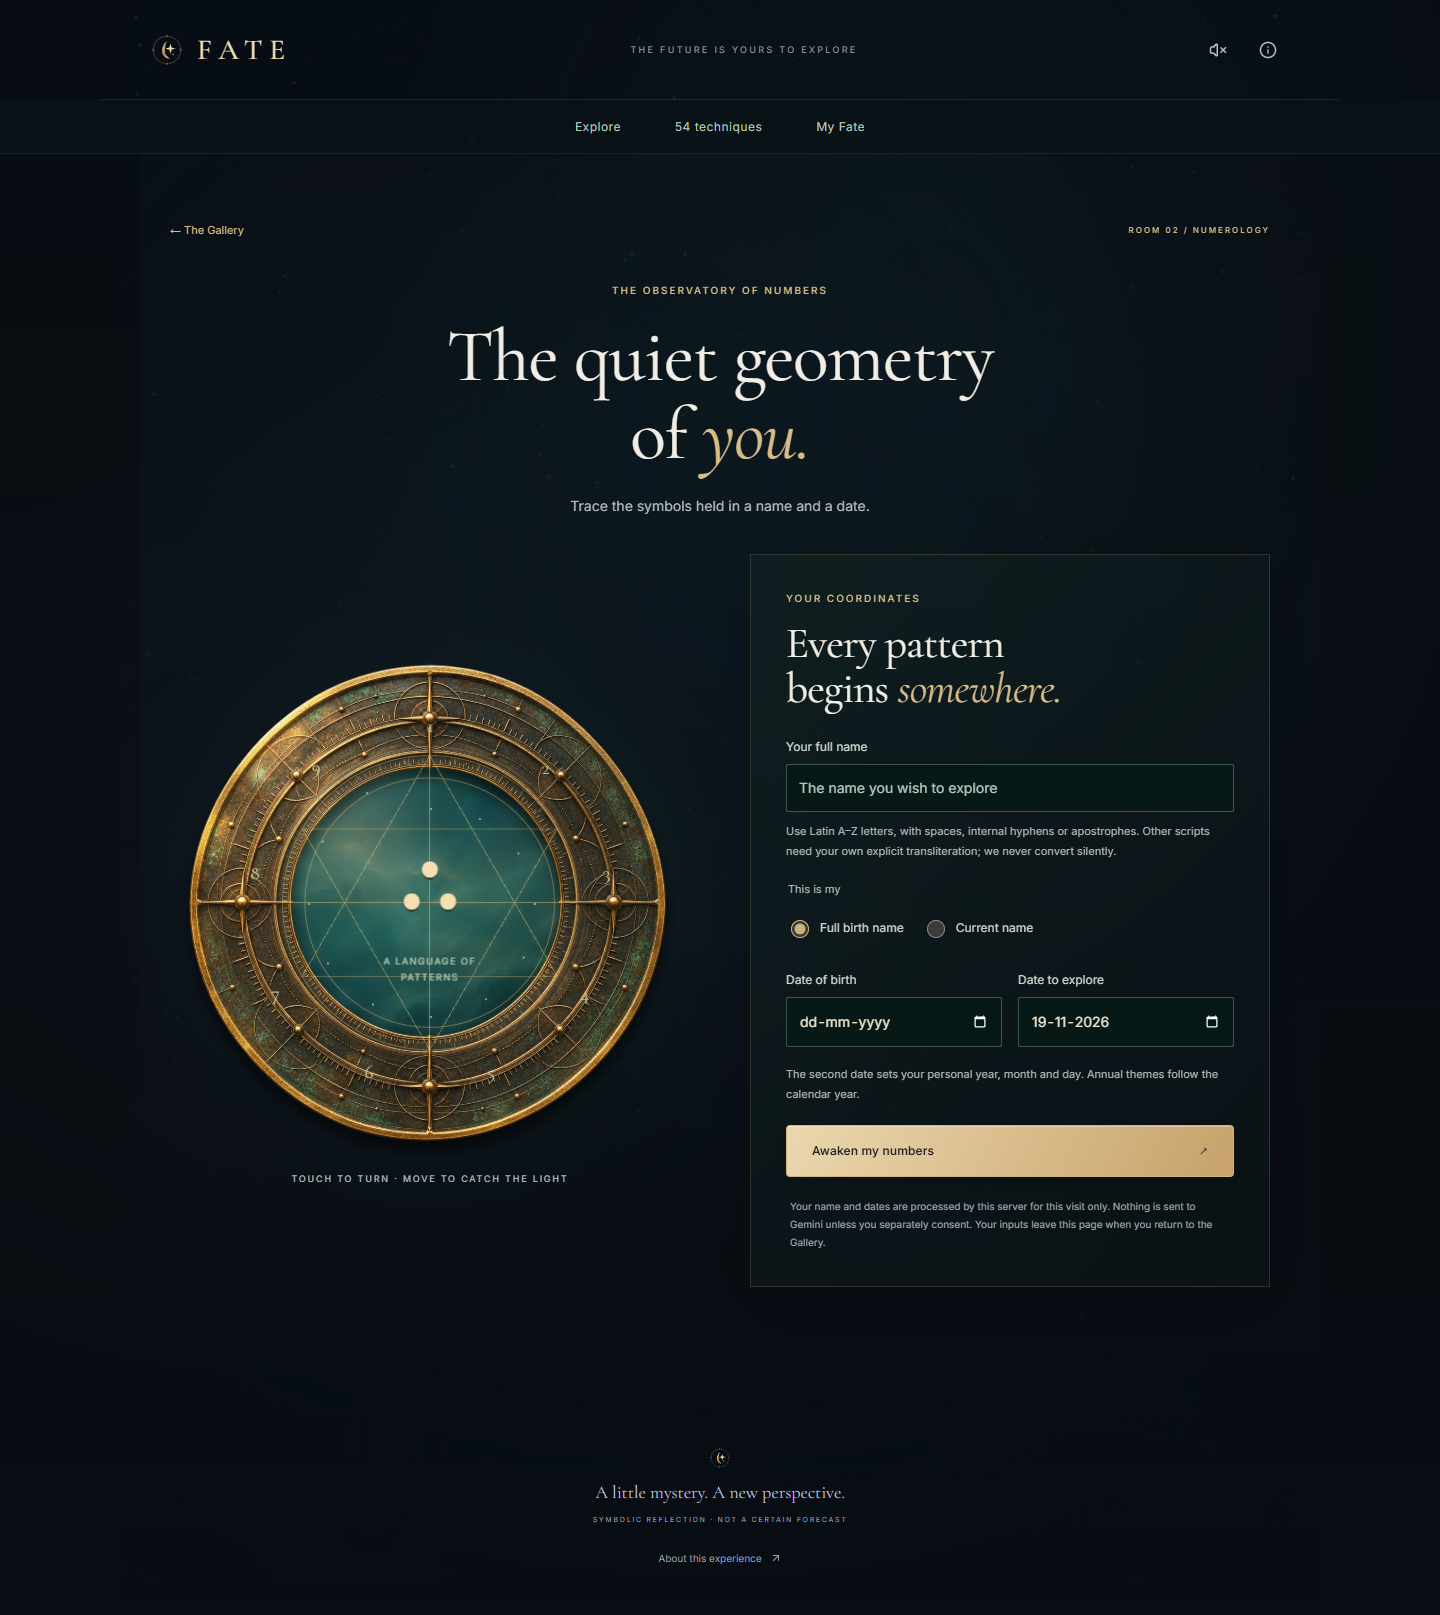 FATE
THE FUTURE IS YOURS TO EXPLORE
Explore
54 techniques
My Fate
← The Gallery
ROOM 02 / NUMEROLOGY
THE OBSERVATORY OF NUMBERS
The quiet geometry
of you.
Trace the symbols held in a name and a date.
9
2
8
3
7
4
6
5
A LANGUAGE OF
PATTERNS
TOUCH TO TURN · MOVE TO CATCH THE LIGHT
YOUR COORDINATES
Every pattern
begins somewhere.
Your full name
The name you wish to explore
Use Latin A–Z letters, with spaces, internal hyphens or apostrophes. Other scripts
need your own explicit transliteration; we never convert silently.
This is my
Full birth name
Current name
Date of birth
Date to explore
dd-mm-yyyy
19-11-2026
The second date sets your personal year, month and day. Annual themes follow the
calendar year.
Awaken my numbers ↗
Your name and dates are processed by this server for this visit only. Nothing is sent to
Gemini unless you separately consent. Your inputs leave this page when you return to the
Gallery.
A little mystery. A new perspective.
SYMBOLIC REFLECTION · NOT A CERTAIN FORECAST
About this experience